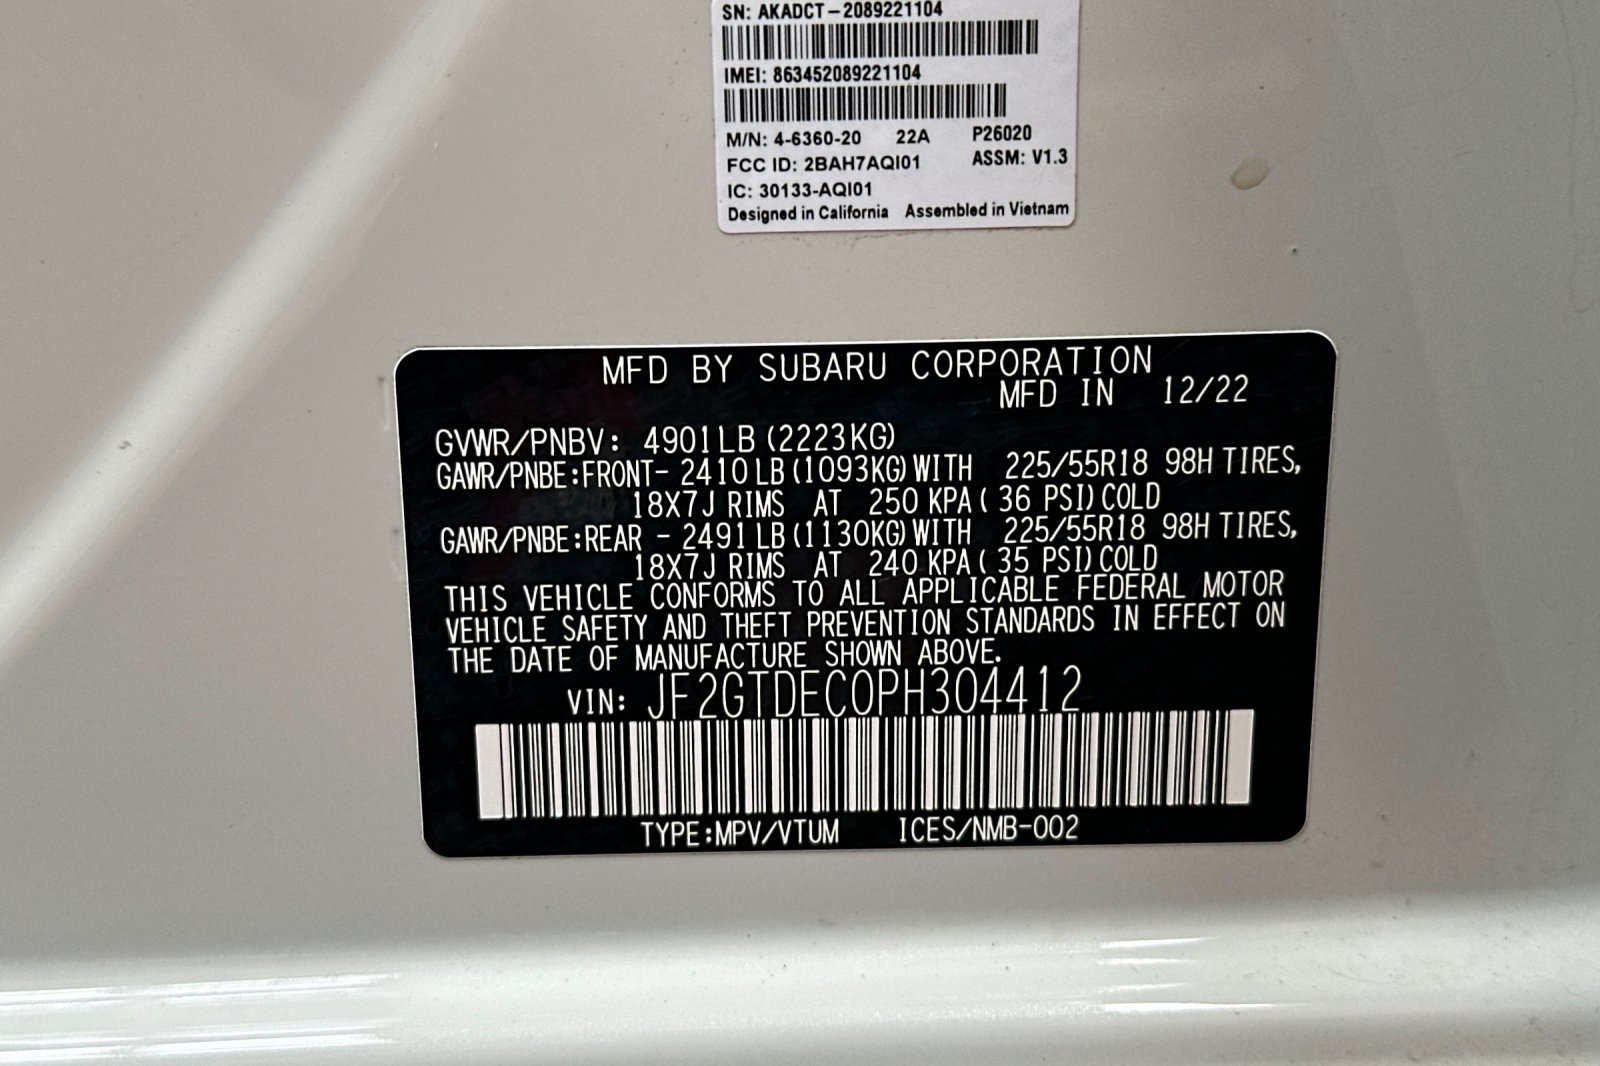 SN: AKADCT-2089221104
IMEI: 863452089221104
M/N: 4-6360-20 22A P26020
FCC ID: 2BAH7AQI01 ASSM: V1.3
IC: 30133-AQI01
Designed in California Assembled in Vietnam
MFD BY SUBARU CORPORATION
MFD IN 12/22
GVWR/PNBV: 4901LB (2223KG)
GAWR/PNBE:FRONT- 2410 LB (1093KG) WITH 225/55R18 98H TIRES,
18X7J RIMS AT 250 KPA ( 36 PSI) COLD
GAWR/PNBE:REAR - 2491 LB (1130KG) WITH 225/55R18 98H TIRES,
18X7J RIMS AT 240 KPA ( 35 PSI) COLD
THIS VEHICLE CONFORMS TO ALL APPLICABLE FEDERAL MOTOR
VEHICLE SAFETY AND THEFT PREVENTION STANDARDS IN EFFECT ON
THE DATE OF MANUFACTURE SHOWN ABOVE.
VIN: JF2GTDEC0PH304412
TYPE:MPV/VTUM ICES/NMB-002